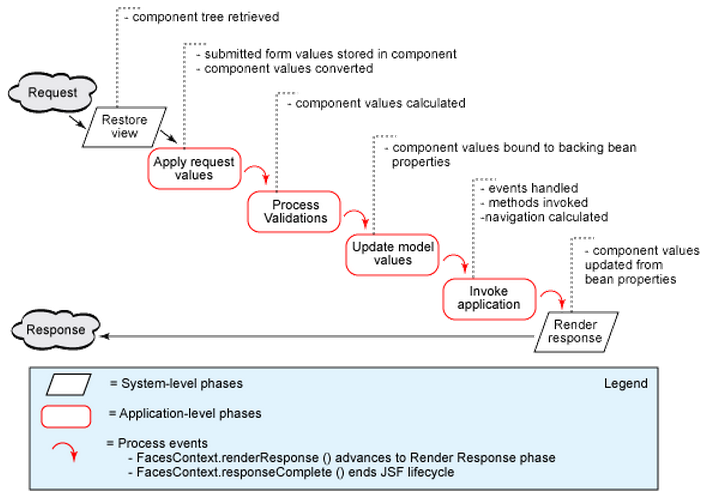 - component tree retrieved
- submitted form values stored in component
- component values converted
Request
- component values calculated
Restore
view
- component values bound to backing bean
properties
Apply request
values
- events handled
- methods invoked
-navigation calculated
Process
Validations
Update model
values
- component values
updated from
bean properties
Invoke
application
Response
Render
response
= System-level phases
Legend
= Application-level phases
= Process events
- FacesContext.renderResponse () advances to Render Response phase
- FacesContext.responseComplete () ends JSF lifecycle